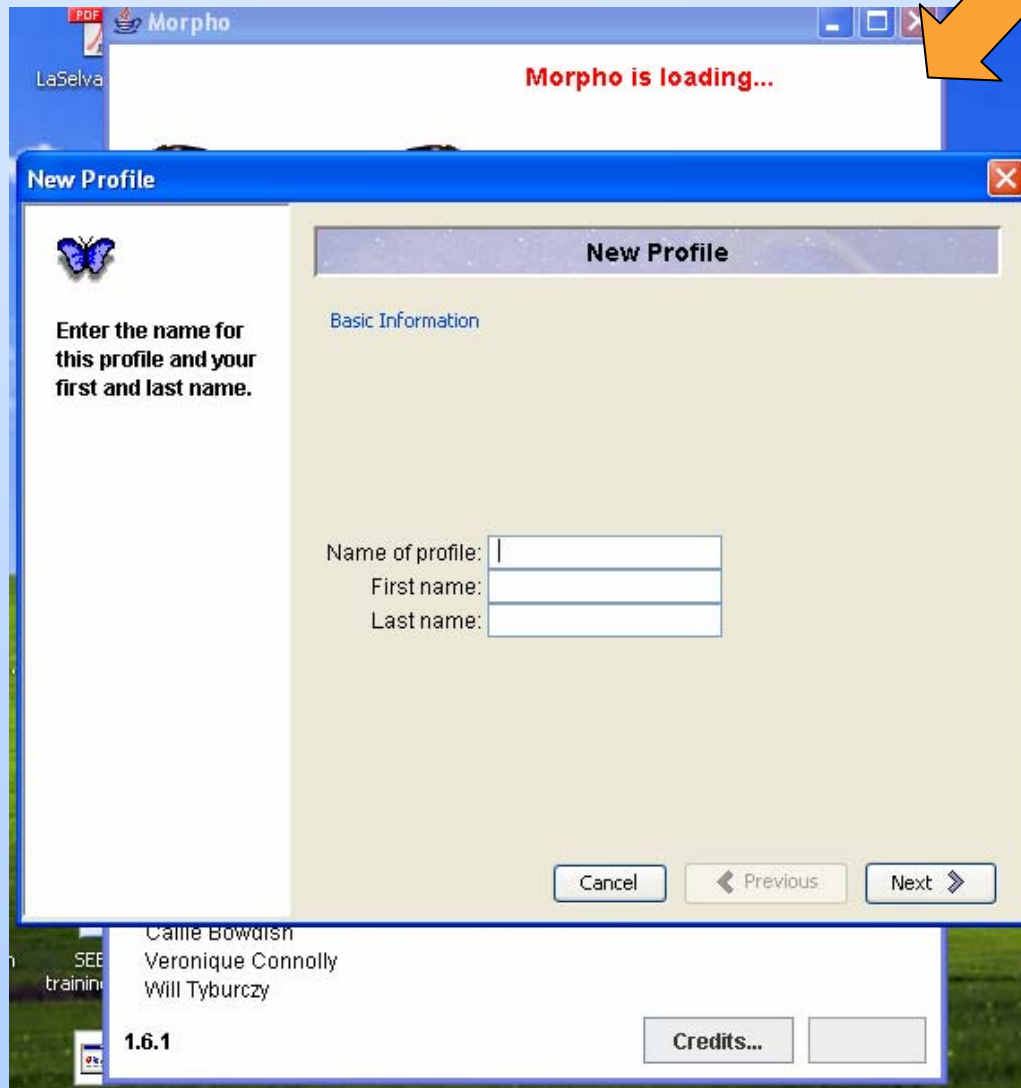 PDF
Morpho
LaSelva
Morpho is loading...
New Profile
New Profile
Enter the name for
this profile and your
first and last name.
Basic Information
Name of profile:
First name:
Last name:
Cancel
Previous
Next
Callie Bowdish
SEE
Veronique Connolly
trainin
Will Tyburczy
1.6.1
Credits...